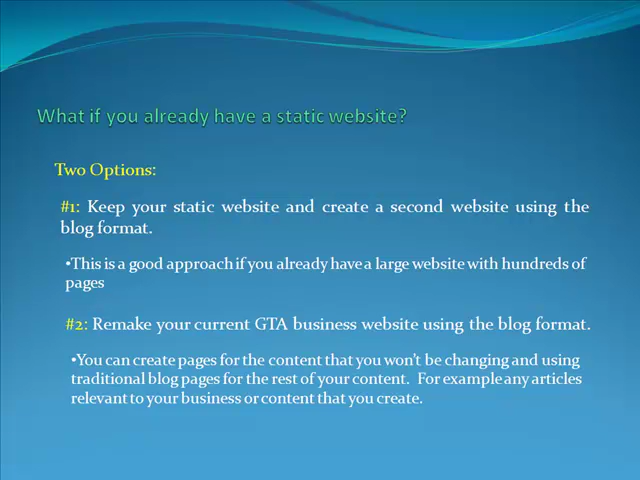 What if you already have a static website?
Two Options:
#1: Keep your static website and create a second website using the
blog format.
•This is a good approach if you already have a large website with hundreds of
pages
#2: Remake your current GTA business website using the blog format.
•You can create pages for the content that you won't be changing and using
traditional blog pages for the rest of your content. For example any articles
relevant to your business or content that you create.